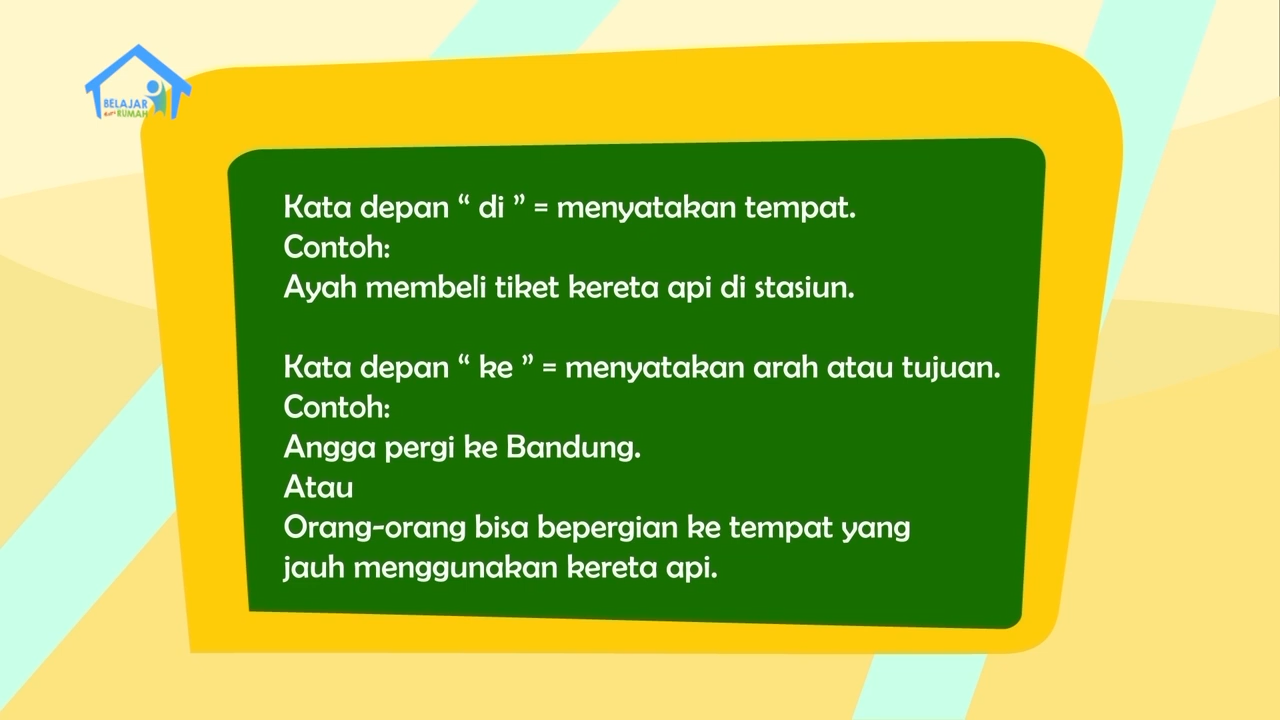 BELAJAR
dari RUMAH
Kata depan “ di ” = menyatakan tempat.
Contoh:
Ayah membeli tiket kereta api di stasiun.
Kata depan “ ke ” = menyatakan arah atau tujuan.
Contoh:
Angga pergi ke Bandung.
Atau
Orang-orang bisa bepergian ke tempat yang
jauh menggunakan kereta api.